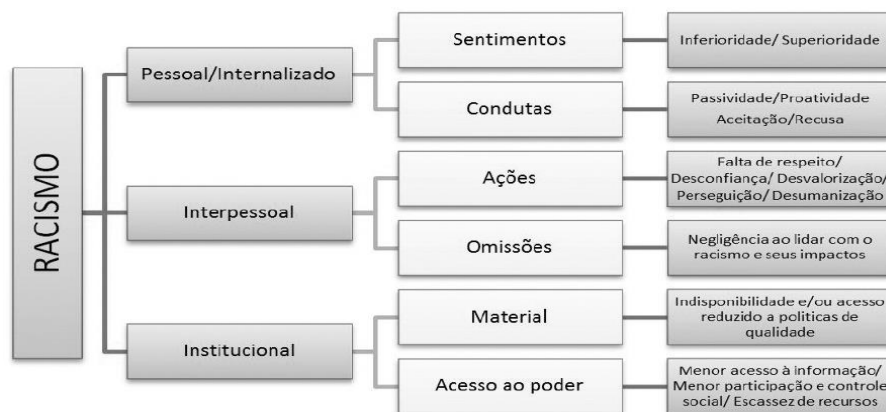 RACISMO
Pessoal/Internalizado
Sentimentos
Inferioridade/ Superioridade
Condutas
Passividade/Proatividade
Aceitação/Recusa
Interpessoal
Ações
Falta de respeito/
Desconfiança/ Desvalorização/
Perseguição/ Desumanização
Omissões
Negligência ao lidar com o
racismo e seus impactos
Institucional
Material
Indisponibilidade e/ou acesso
reduzido a políticas de
qualidade
Acesso ao poder
Menor acesso à informação/
Menor participação e controle
social/ Escassez de recursos